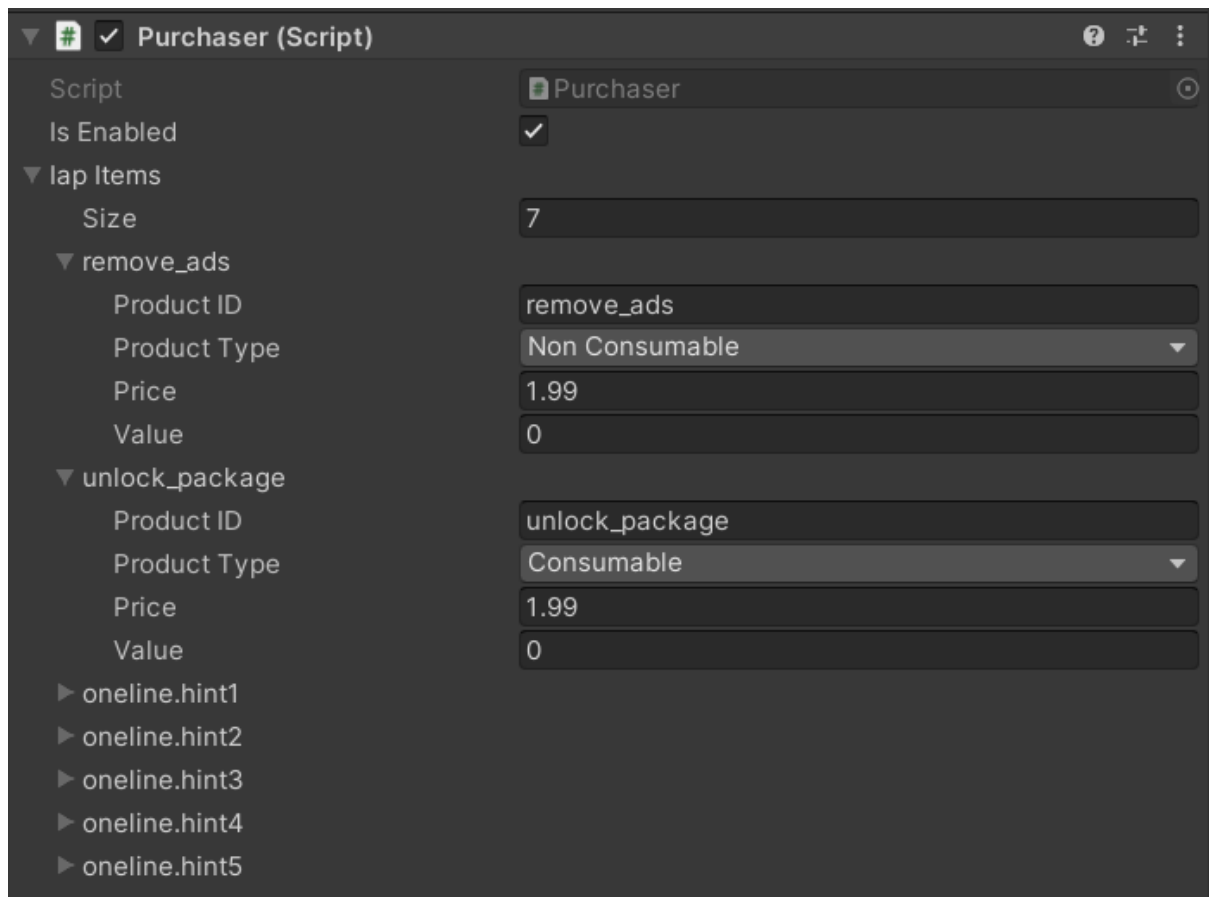 Purchaser (Script)
Script Purchaser
Is Enabled
Iap Items
Size 7
remove_ads
Product ID remove_ads
Product Type Non Consumable
Price 1.99
Value 0
unlock_package
Product ID unlock_package
Product Type Consumable
Price 1.99
Value 0
oneline.hint1
oneline.hint2
oneline.hint3
oneline.hint4
oneline.hint5